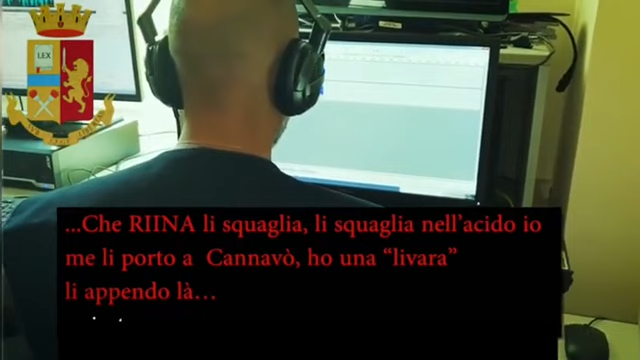 LEX
...Che RIINA li squaglia, li squaglia nell'acido io
me li porto a Cannavò, ho una “livara”
li appendo là…